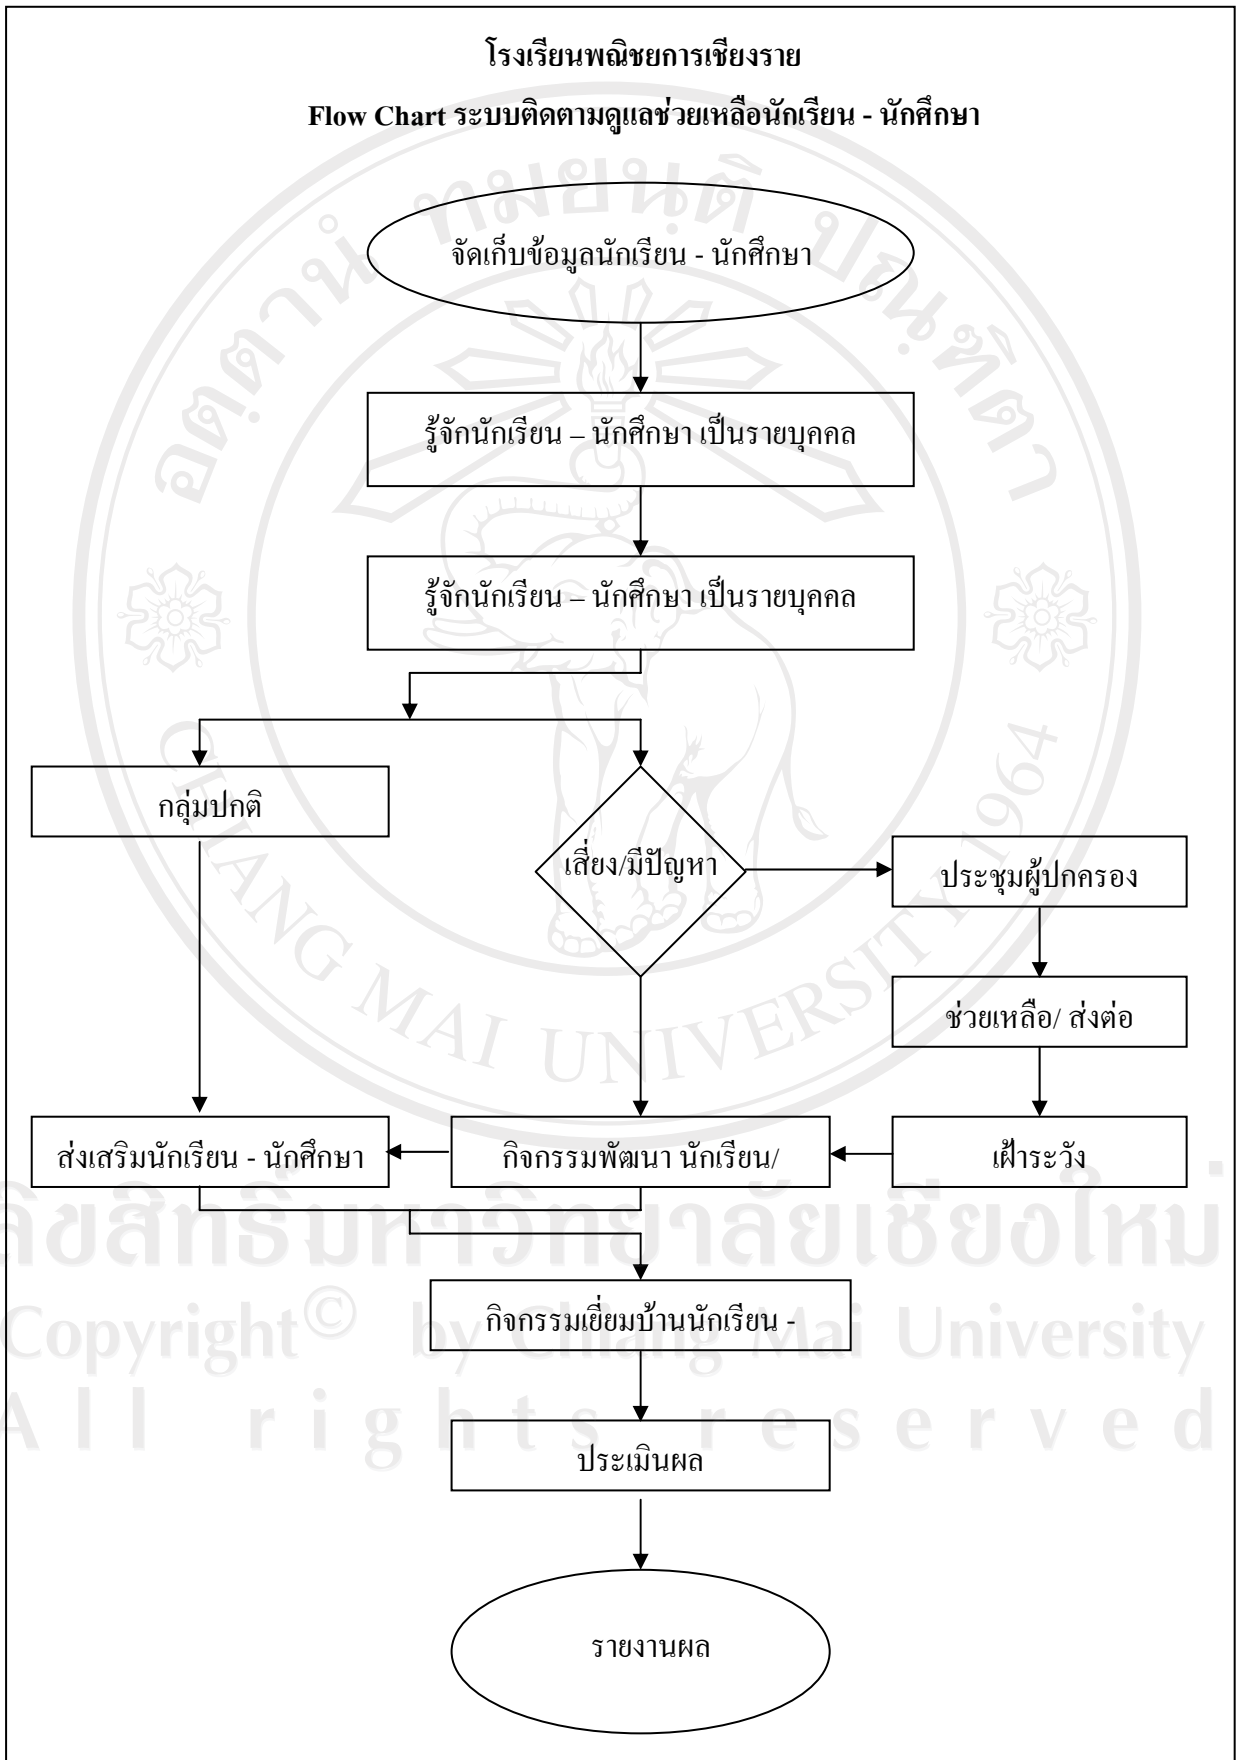 โรงเรียนพณิชยการเชียงราย
Flow Chart ระบบติดตามดูแลช่วยเหลือนักเรียน - นักศึกษา
จัดเก็บข้อมูลนักเรียน - นักศึกษา
รู้จักนักเรียน – นักศึกษา เป็นรายบุคคล
รู้จักนักเรียน – นักศึกษา เป็นรายบุคคล
กลุ่มปกติ
เสี่ยง/มีปัญหา
ประชุมผู้ปกครอง
ช่วยเหลือ/ ส่งต่อ
ส่งเสริมนักเรียน - นักศึกษา
กิจกรรมพัฒนา นักเรียน/
เฝ้าระวัง
กิจกรรมเยี่ยมบ้านนักเรียน -
ประเมินผล
รายงานผล
CHIANG MAI UNIVERSITY 1964
ลิขสิทธิ์มหาวิทยาลัยเชียงใหม่
Copyright© by Chiang Mai University
All rights reserved